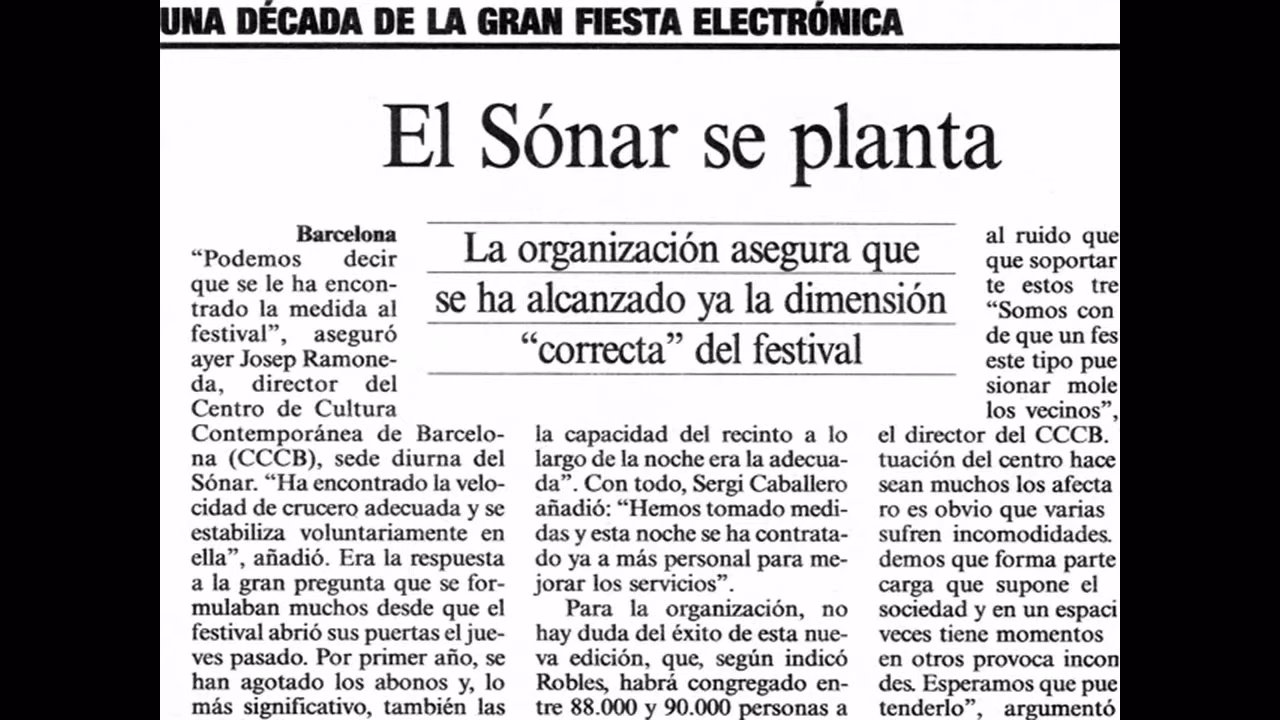 UNA DÉCADA DE LA GRAN FIESTA ELECTRÓNICA
El Sónar se planta
La organización asegura que
se ha alcanzado ya la dimensión
“correcta” del festival
Barcelona
“Podemos decir
que se le ha encon-
trado la medida al
festival”, aseguró
ayer Josep Ramone-
da, director del
Centro de Cultura
Contemporánea de Barcelo-
na (CCCB), sede diurna del
Sónar. “Ha encontrado la velo-
cidad de crucero adecuada y se
estabiliza voluntariamente en
ella”, añadió. Era la respuesta
a la gran pregunta que se for-
mulaban muchos desde que el
festival abrió sus puertas el jue-
ves pasado. Por primer año, se
han agotado los abonos y, lo
más significativo, también las
la capacidad del recinto a lo
largo de la noche era la adecua-
da”. Con todo, Sergi Caballero
añadió: “Hemos tomado medi-
das y esta noche se ha contrata-
do ya a más personal para me-
jorar los servicios”.
Para la organización, no
hay duda del éxito de esta nue-
va edición, que, según indicó
Robles, habrá congregado en-
tre 88.000 y 90.000 personas a
al ruido que
que soportar
te estos tre
“Somos con
de que un fes
este tipo pue
sionar mole
los vecinos”,
el director del CCCB.
tuación del centro hace
sean muchos los afecta
ro es obvio que varias
sufren incomodidades.
demos que forma parte
carga que supone el
sociedad y en un espaci
veces tiene momentos
en otros provoca incon
des. Esperamos que pue
tenderlo”, argumentó